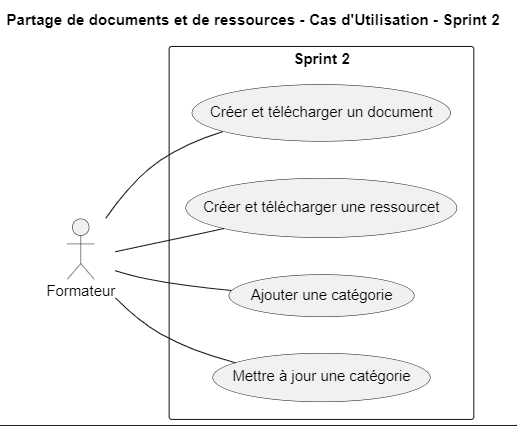 Partage de documents et de ressources - Cas d'Utilisation - Sprint 2
Sprint 2
Créer et télécharger un document
Créer et télécharger une ressourcet
Formateur
Ajouter une catégorie
Mettre à jour une catégorie